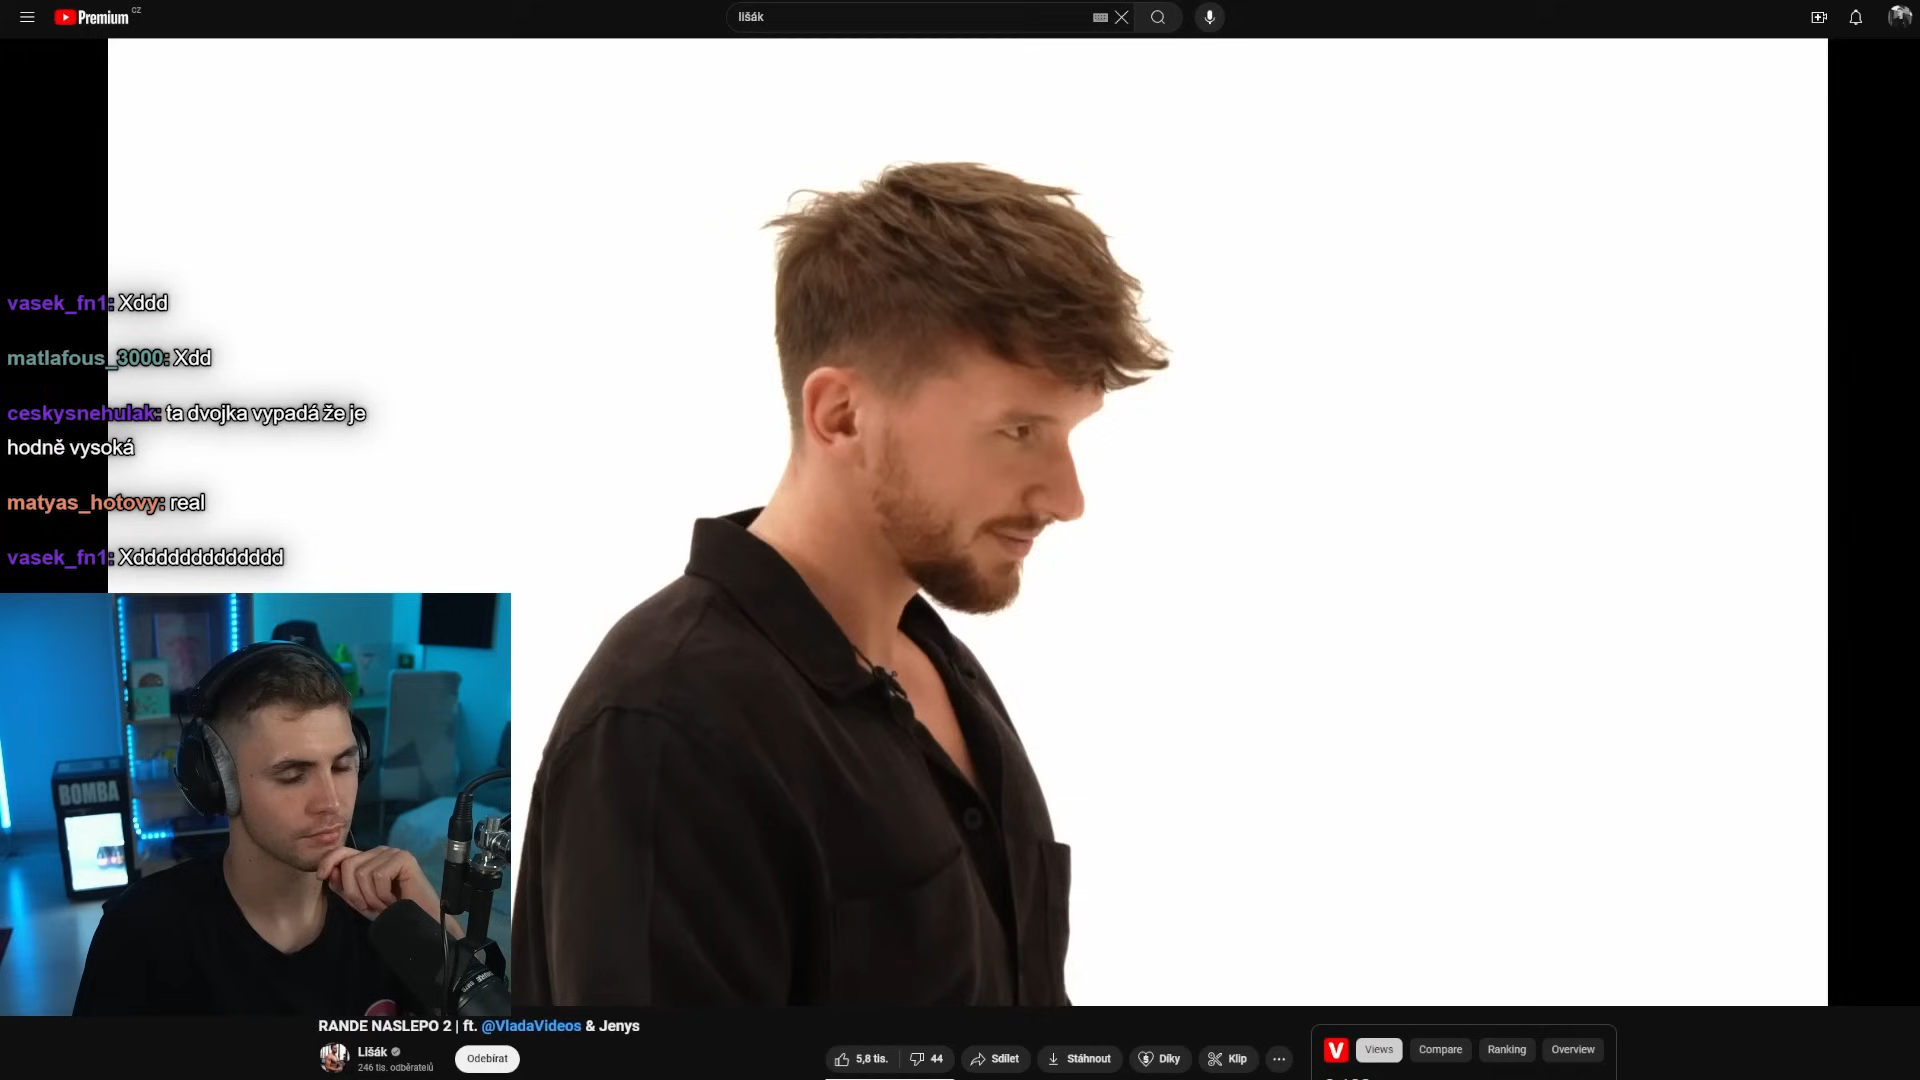 Premium CZ
lišák
vasek_fn1: Xddd
matlafous_3000: Xdd
ceskysnehulak: ta dvojka vypadá že je
hodně vysoká
matyas_hotovy: real
vasek_fn1: Xddddddddddddd
BOMBA
RANDE NASLEPO 2 | ft. @VladaVideos & Jenys
Lišák
246 tis. odběratelů
Odebírat
5,8 tis.
44
Sdílet
Stáhnout
Díky
Klip
Views
Compare
Ranking
Overview